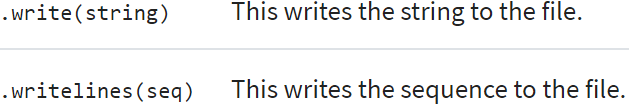 .write(string) This writes the string to the file.
.writelines(seq) This writes the sequence to the file.